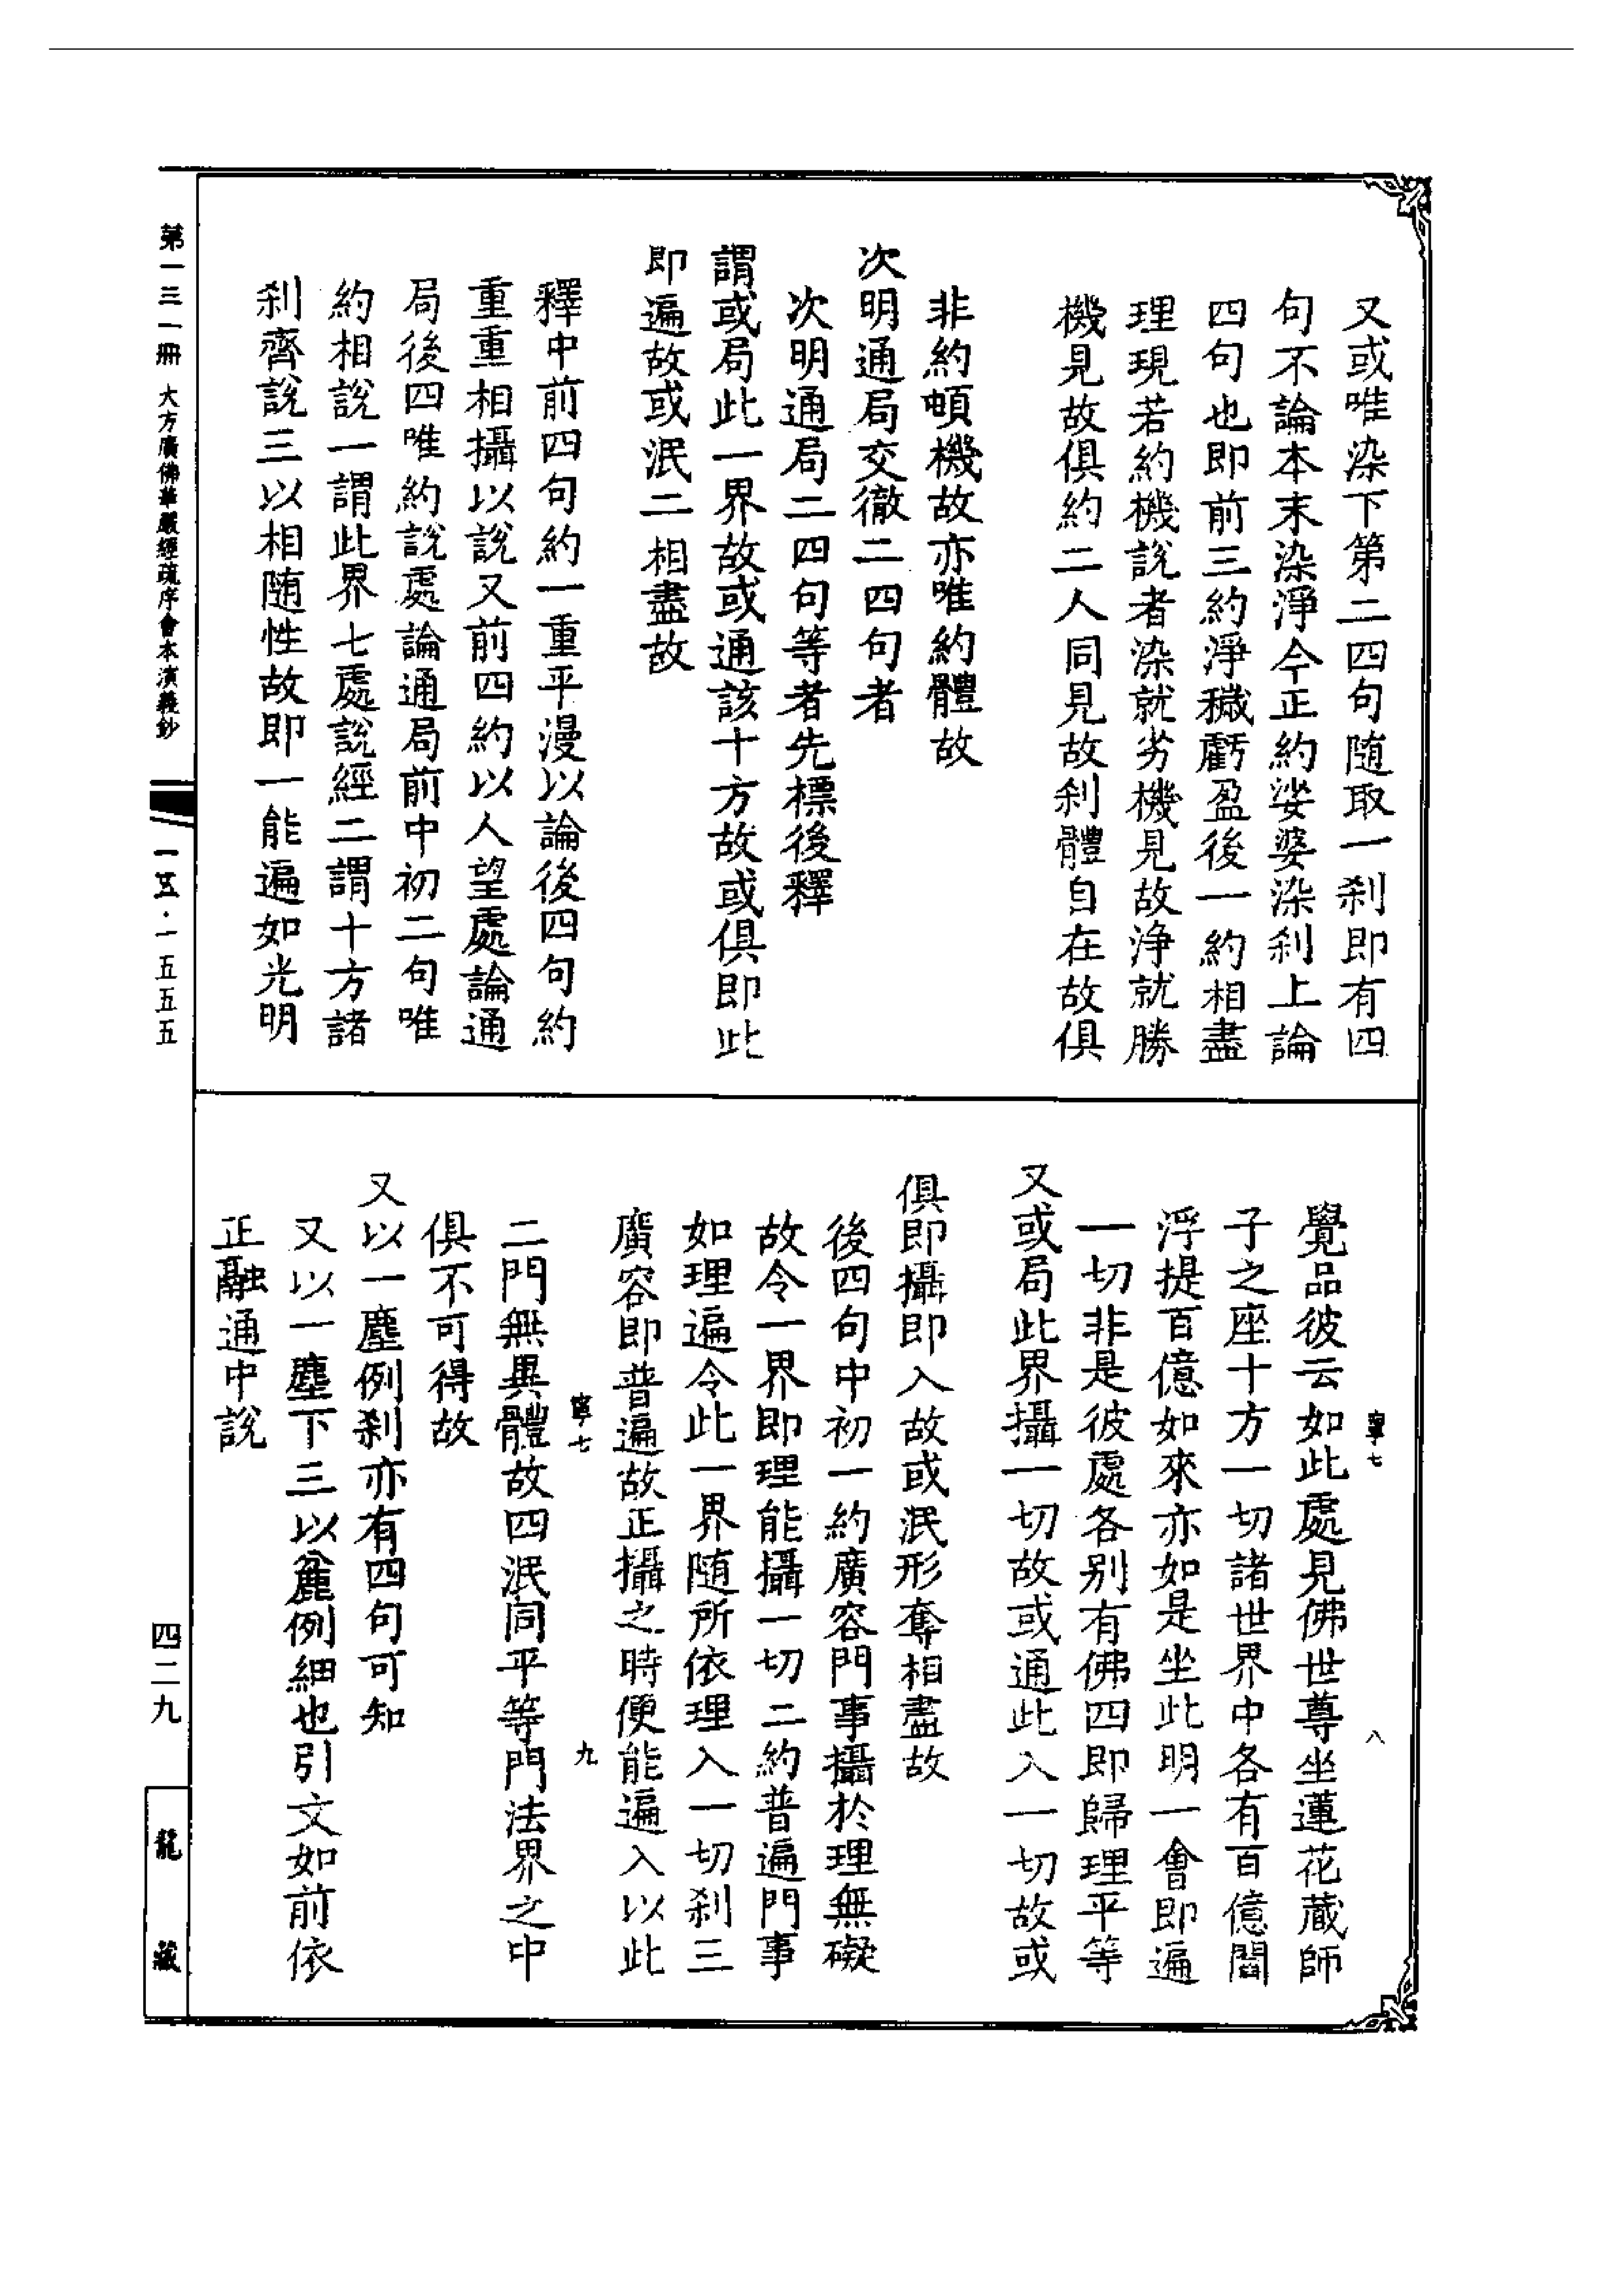 又或唯染下第二四句随取一刹即有四
句不論本末染淨今正約娑婆染刹上論
四句也即前三約淨穢虧盈後一約相盡
理現若約機說者染就劣機見故淨就勝
機見故俱約二人同見故刹體自在故俱
非約頓機故亦唯約體故
次明通局交徹二四句者
次明通局二四句等者先標後釋
謂或局此一界故或通該十方故或俱即此
即遍故或泯二相盡故
釋中前四句約一重平漫以論後四句約
重重相攝以說又前四約以人望處論通
局後四唯約說處論通局前中初二句唯
約相說一謂此界七處說經二謂十方諸
刹齊說三以相随性故即一能遍如光明
寧七
八
覺品彼云如此處見佛世尊坐蓮花藏師
子之座十方一切諸世界中各有百億閻
浮提百億如來亦如是坐此明一會即遍
一切非是彼處各别有佛四即歸理平等
又或局此界攝一切故或通此入一切故或
俱即攝即入故或泯形奪相盡故
後四句中初一約廣容門事攝於理無礙
故令一界即理能攝一切二約普遍門事
如理遍令此一界随所依理入一切刹三
廣容即普遍故正攝之時便能遍入以此
寧七
九
二門無異體故四泯同平等門法界之中
俱不可得故
又以一塵例刹亦有四句可知
又以一塵下三以麄例細也引文如前依
正融通中說
第一三一冊 大方廣佛華嚴經疏序會本演義鈔
一五·一五五五
四二九
龍藏